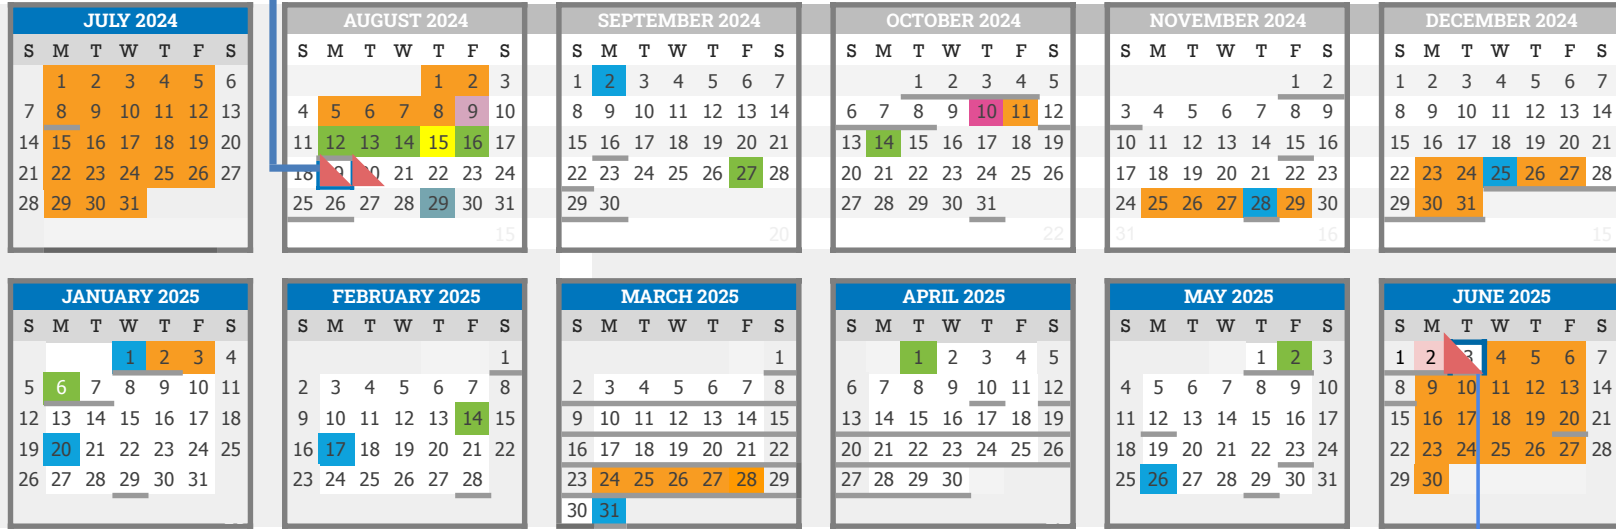 JULY 2024 AUGUST 2024 SEPTEMBER 2024 OCTOBER 2024 NOVEMBER 2024 DECEMBER 2024
S M T W T F S S M T W T F S S M T W T F S S M T W T F S S M T W T F S S M T W T F S
1 2 3 4 5 6 1 2 3 1 2 3 4 5 6 7 1 2 3 4 5 1 2 1 2 3 4 5 6 7
7 8 9 10 11 12 13 4 5 6 7 8 9 10 8 9 10 11 12 13 14 6 7 8 9 10 11 12 3 4 5 6 7 8 9 8 9 10 11 12 13 14
14 15 16 17 18 19 20 11 12 13 14 15 16 17 15 16 17 18 19 20 21 13 14 15 16 17 18 19 10 11 12 13 14 15 16 15 16 17 18 19 20 21
21 22 23 24 25 26 27 18 21 22 23 24 22 23 24 25 26 27 28 20 21 22 23 24 25 26 17 18 19 20 21 22 23 22 23 24 25 26 27 28
28 29 30 31 25 26 27 28 29 30 31 29 30 27 28 29 30 31 24 25 26 27 28 29 30 29 30 31
15 20 22 31 16 15
JANUARY 2025 FEBRUARY 2025 MARCH 2025 APRIL 2025 MAY 2025 JUNE 2025
S M T W T F S S M T W T F S S M T W T F S S M T W T F S S M T W T F S S M T W T F S
1 2 3 4 1 1 1 2 3 4 5 1 2 3 1 2 3 4 5 6 7
5 6 7 8 9 10 11 2 3 4 5 6 7 8 2 3 4 5 6 7 8 6 7 8 9 10 11 12 4 5 6 7 8 9 10 8 9 10 11 12 13 14
12 13 14 15 16 17 18 9 10 11 12 13 14 15 9 10 11 12 13 14 15 13 14 15 16 17 18 19 11 12 13 14 15 16 17 15 16 17 18 19 20 21
19 20 21 22 23 24 25 16 17 18 19 20 21 22 16 17 18 19 20 21 22 20 21 22 23 24 25 26 18 19 20 21 22 23 24 22 23 24 25 26 27 28
26 27 28 29 30 31 23 24 25 26 27 28 23 24 25 26 27 28 29 27 28 29 30 25 26 27 28 29 30 31 29 30
30 31